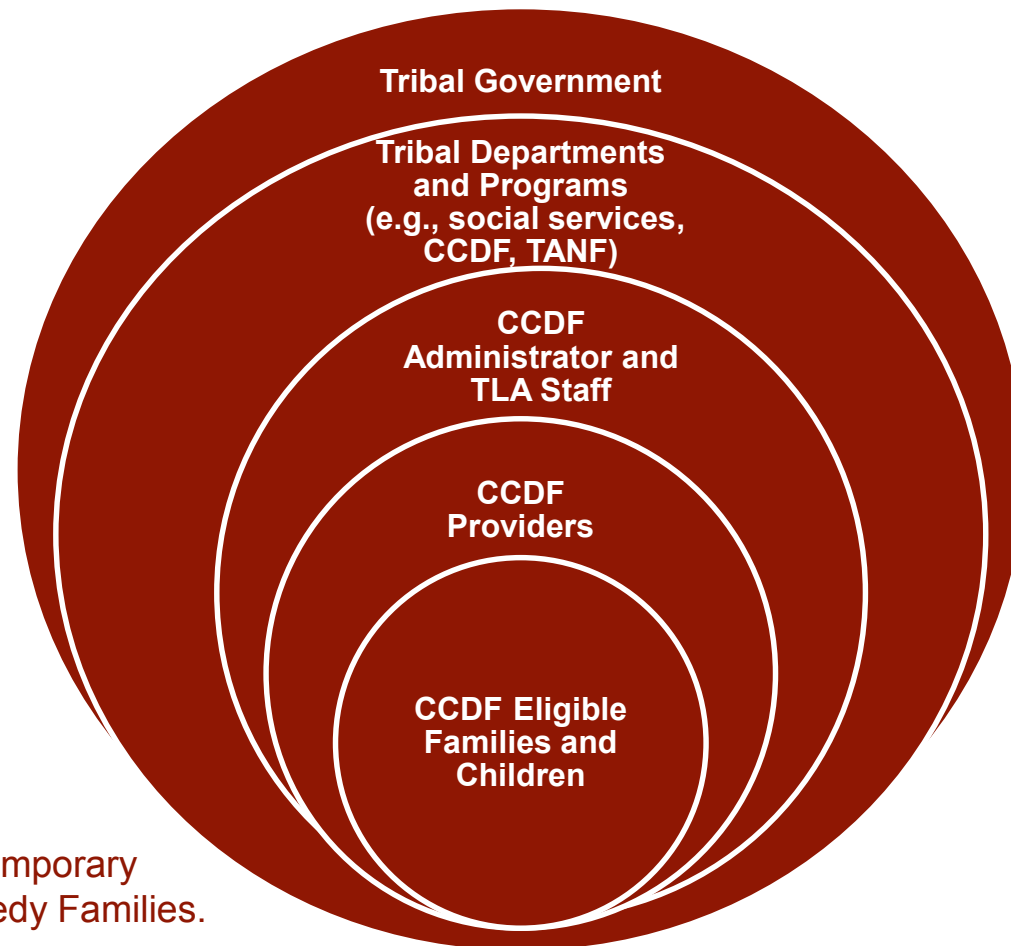 Tribal Government
Tribal Departments
and Programs
(e.g., social services,
CCDF, TANF)
CCDF
Administrator and
TLA Staff
CCDF
Providers
CCDF Eligible
Families and
Children
Families.